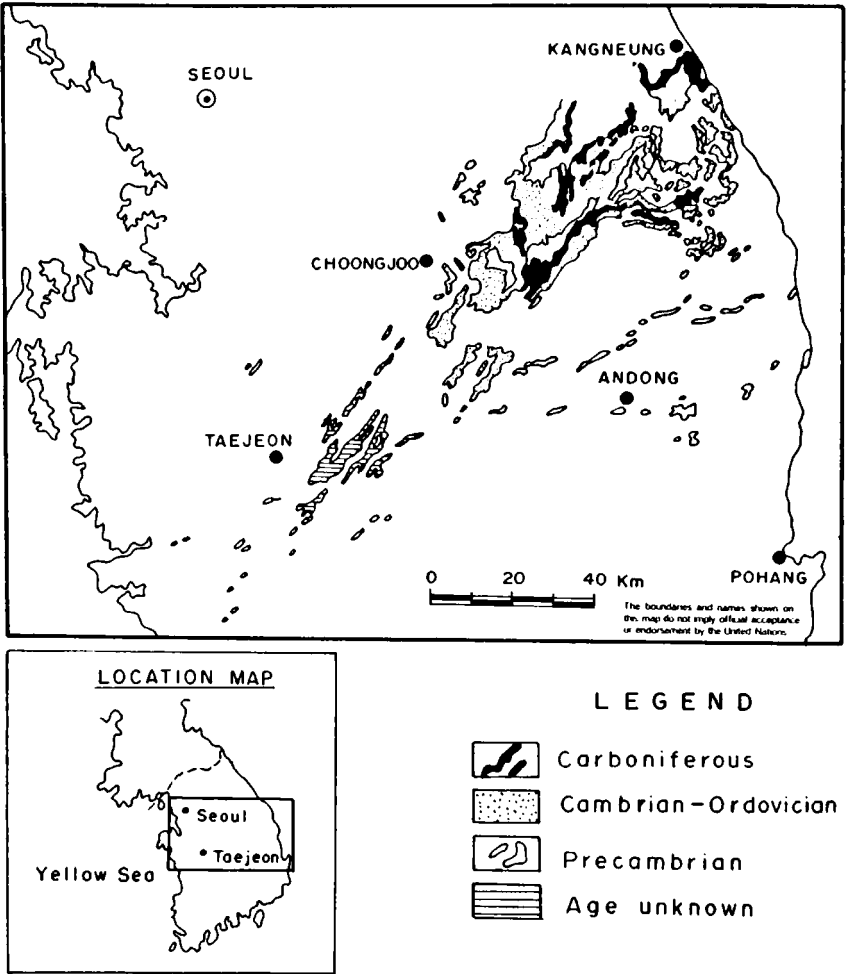 KANGNEUNG
SEOUL
CHOONGJOO
ANDONG
TAEJEON
POHANG
0 20 40 Km
The boundaries and names shown on
this map do not imply official acceptance
or endorsement by the United Nations.
LOCATION MAP
Seoul
Taejeon
Yellow Sea
LEGEND
Carboniferous
Cambrian-Ordovician
Precambrian
Age unknown